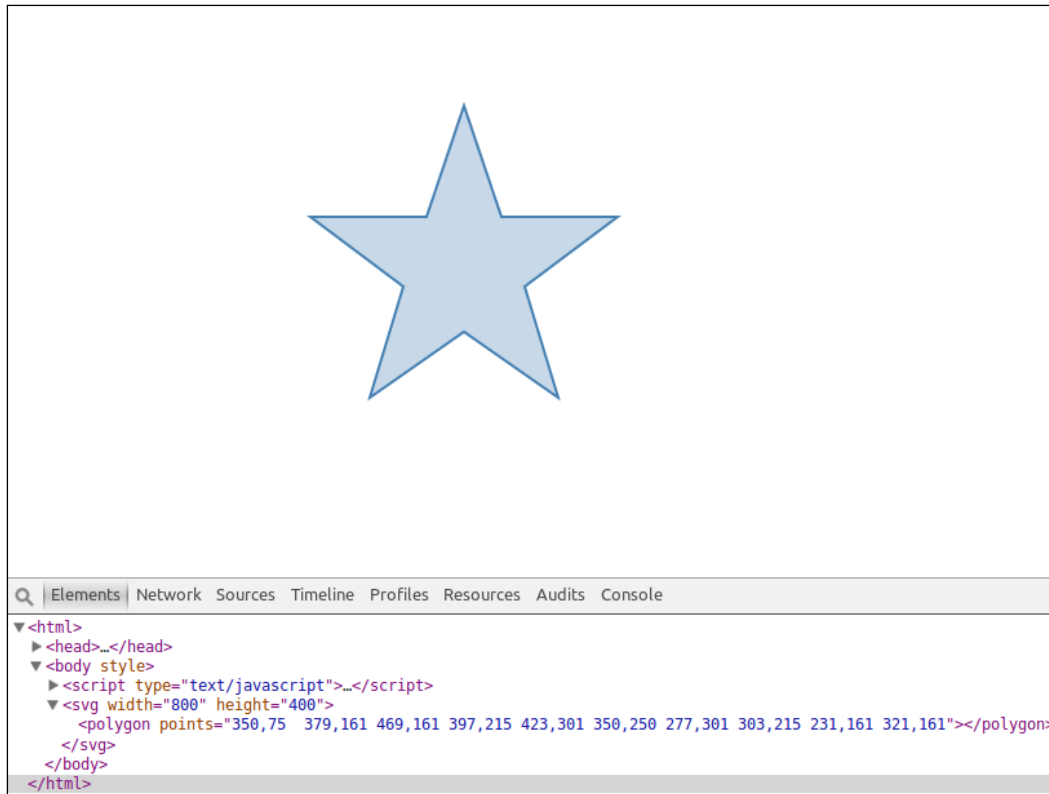 Elements Network Sources Timeline Profiles Resources Audits Console
▼<html>
▶<head>…</head>
▼<body style>
▶<script type="text/javascript">…</script>
▼<svg width="800" height="400">
<polygon points="350,75  379,161 469,161 397,215 423,301 350,250 277,301 303,215 231,161 321,161"></polygon>
</svg>
</body>
</html>